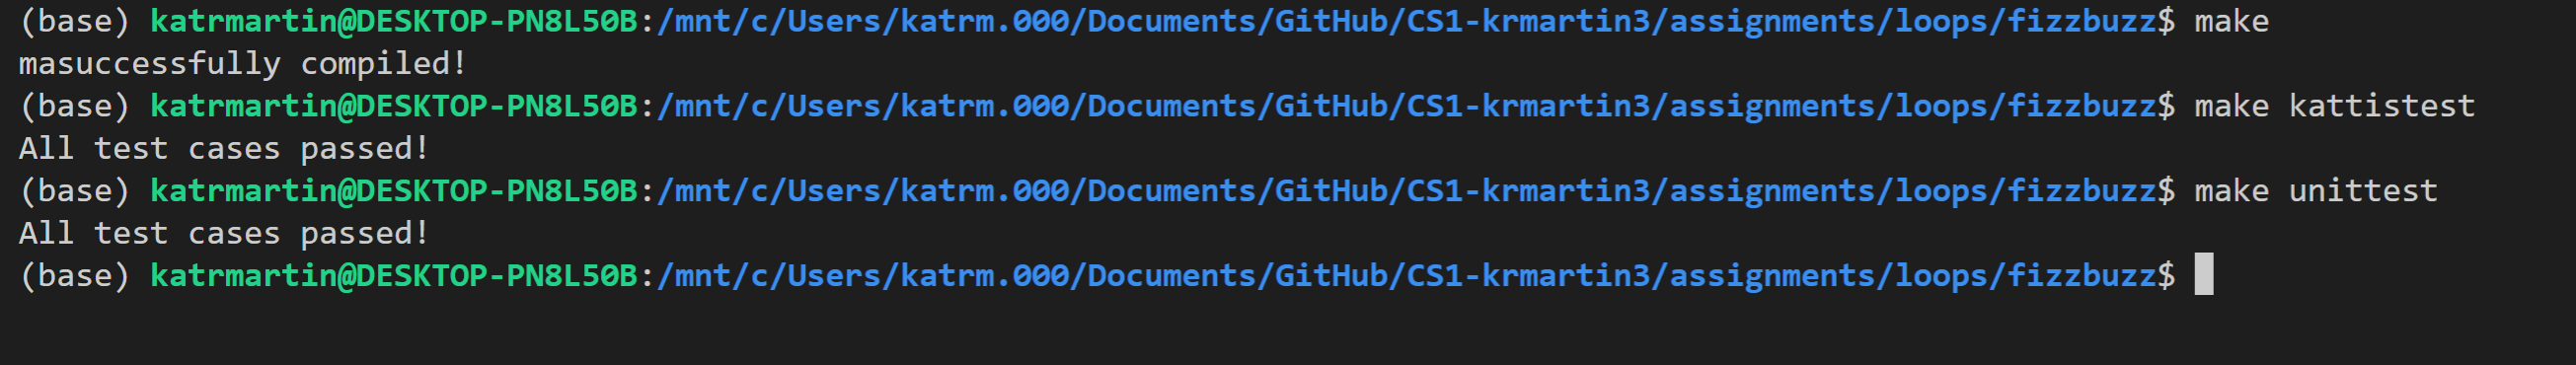 (base) katrmartin@DESKTOP-PN8L50B:/mnt/c/Users/katrm.000/Documents/GitHub/CS1-krmartin3/assignments/loops/fizzbuzz$ make
masuccessfully compiled!
(base) katrmartin@DESKTOP-PN8L50B:/mnt/c/Users/katrm.000/Documents/GitHub/CS1-krmartin3/assignments/loops/fizzbuzz$ make kattistest
All test cases passed!
(base) katrmartin@DESKTOP-PN8L50B:/mnt/c/Users/katrm.000/Documents/GitHub/CS1-krmartin3/assignments/loops/fizzbuzz$ make unittest
All test cases passed!
(base) katrmartin@DESKTOP-PN8L50B:/mnt/c/Users/katrm.000/Documents/GitHub/CS1-krmartin3/assignments/loops/fizzbuzz$